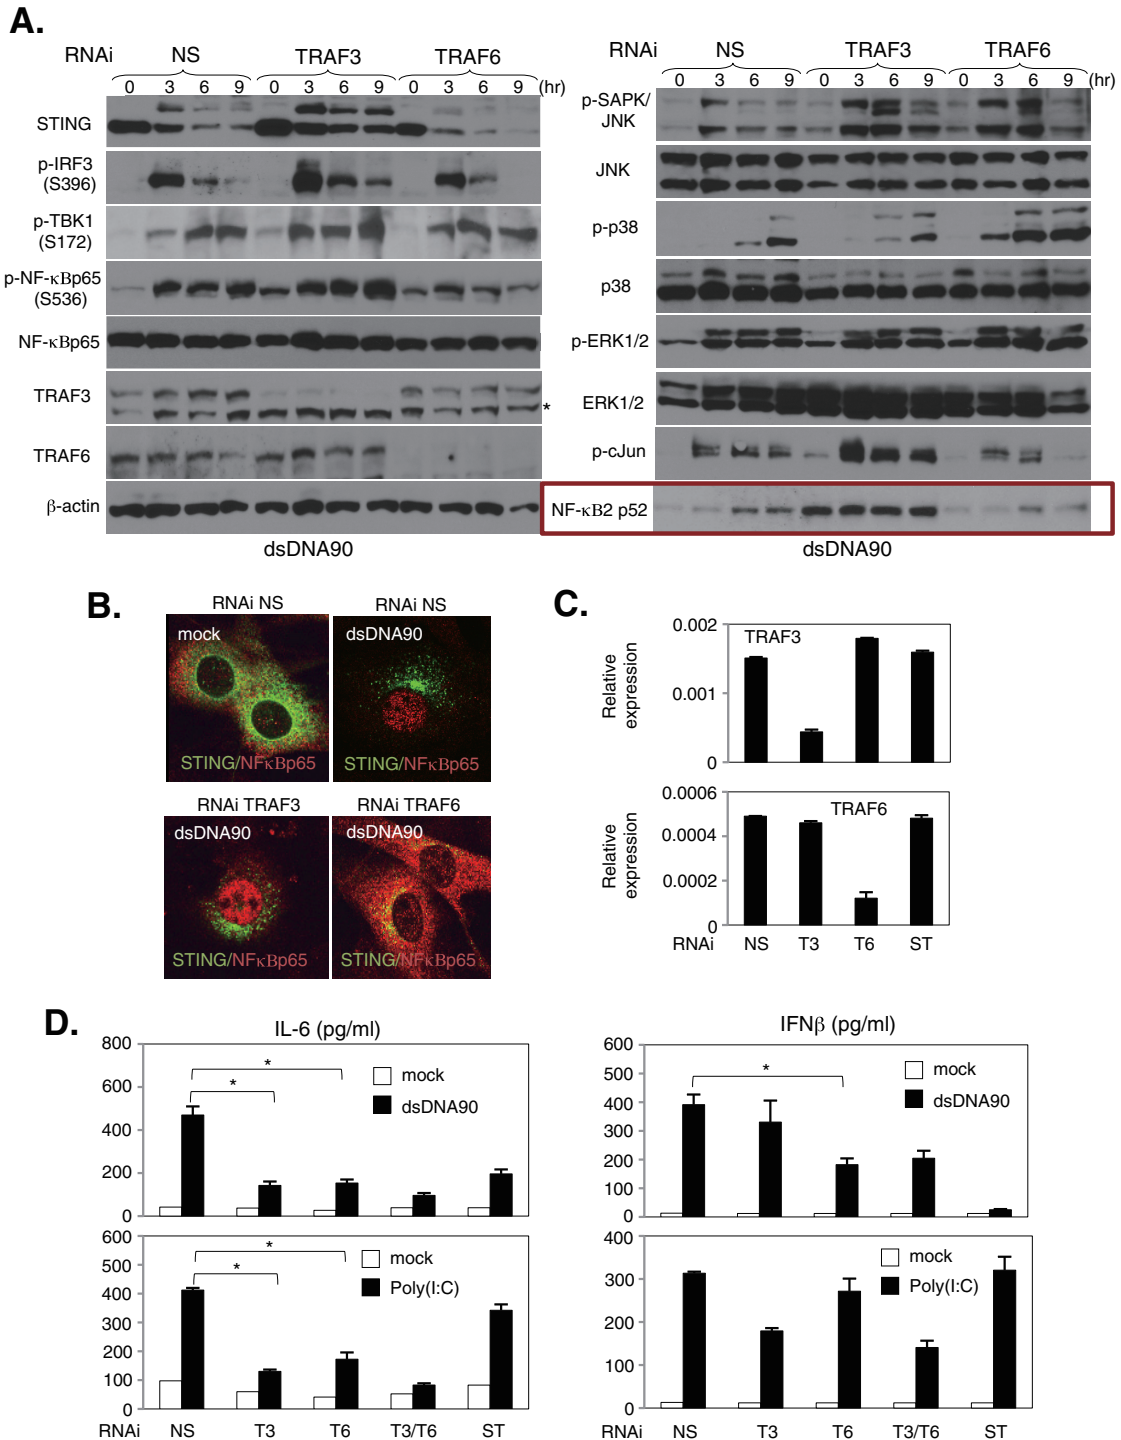 A.
RNAi NS TRAF3 TRAF6
0 3 6 9 0 3 6 9 0 3 6 9 (hr)
STING
p-IRF3
(S396)
p-TBK1
(S172)
p-NF-κBp65
(S536)
NF-κBp65
TRAF3
*
TRAF6
β-actin
dsDNA90
RNAi NS TRAF3 TRAF6
0 3 6 9 0 3 6 9 0 3 6 9 (hr)
p-SAPK/
JNK
JNK
p-p38
p38
p-ERK1/2
ERK1/2
p-cJun
NF-κB2 p52
dsDNA90
B.
RNAi NS RNAi NS
mock dsDNA90
STING/NFκBp65 STING/NFκBp65
RNAi TRAF3 RNAi TRAF6
dsDNA90 dsDNA90
STING/NFκBp65 STING/NFκBp65
C.
Relative
expression
0.002
0.001
0
TRAF3
Relative
expression
0.0006
0.0004
0.0002
0
TRAF6
RNAi NS T3 T6 ST
D.
IL-6 (pg/ml)
800
600
400
200
0
* *
mock
dsDNA90
600
500
400
300
200
100
0
* *
mock
Poly(I:C)
RNAi NS T3 T6 T3/T6 ST
IFNβ (pg/ml)
600
500
400
300
200
100
0
*
mock
dsDNA90
400
300
200
100
0
mock
Poly(I:C)
RNAi NS T3 T6 T3/T6 ST